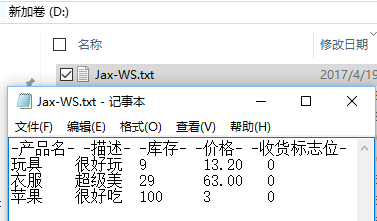 新加卷 (D:)
名称 修改日期
Jax-WS.txt 2017/4/19
Jax-WS.txt - 记事本
文件(F) 编辑(E) 格式(O) 查看(V) 帮助(H)
-产品名- -描述- -库存- -价格- -收货标志位-
玩具 很好玩 9 13.20 0
衣服 超级美 29 63.00 0
苹果 很好吃 100 3 0